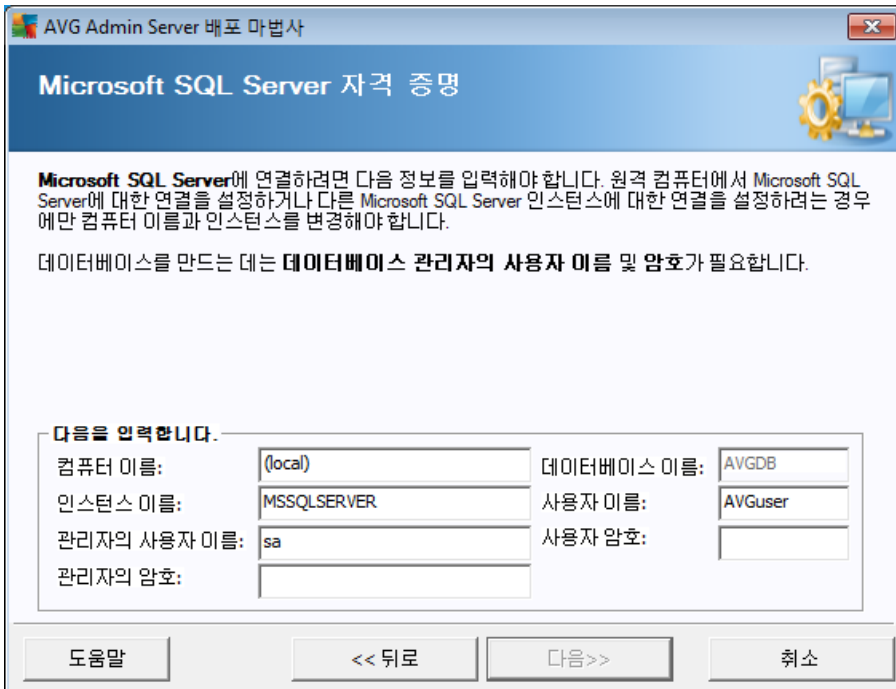 AVG Admin Server 배포 마법사
Microsoft SQL Server 자격 증명
Microsoft SQL Server에 연결하려면 다음 정보를 입력해야 합니다. 원격 컴퓨터에서 Microsoft SQL
Server에 대한 연결을 설정하거나 다른 Microsoft SQL Server 인스턴스에 대한 연결을 설정하려는 경우
에만 컴퓨터 이름과 인스턴스를 변경해야 합니다.
데이터베이스를 만드는 데는 데이터베이스 관리자의 사용자 이름 및 암호가 필요합니다.
다음을 입력합니다.
컴퓨터 이름: (local) 데이터베이스 이름: AVGDB
인스턴스 이름: MSSQLSERVER 사용자 이름: AVGuser
관리자의 사용자 이름: sa 사용자 암호:
관리자의 암호:
도움말 << 뒤로 다음>> 취소